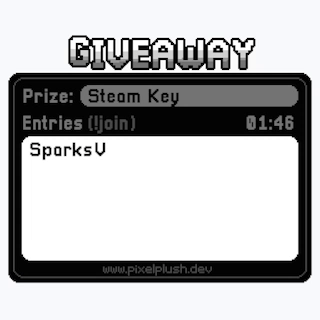 GIVEAWAY
Prize: Steam Key
Entries (!join) 01:46
SparksV
www.pixelplush.dev